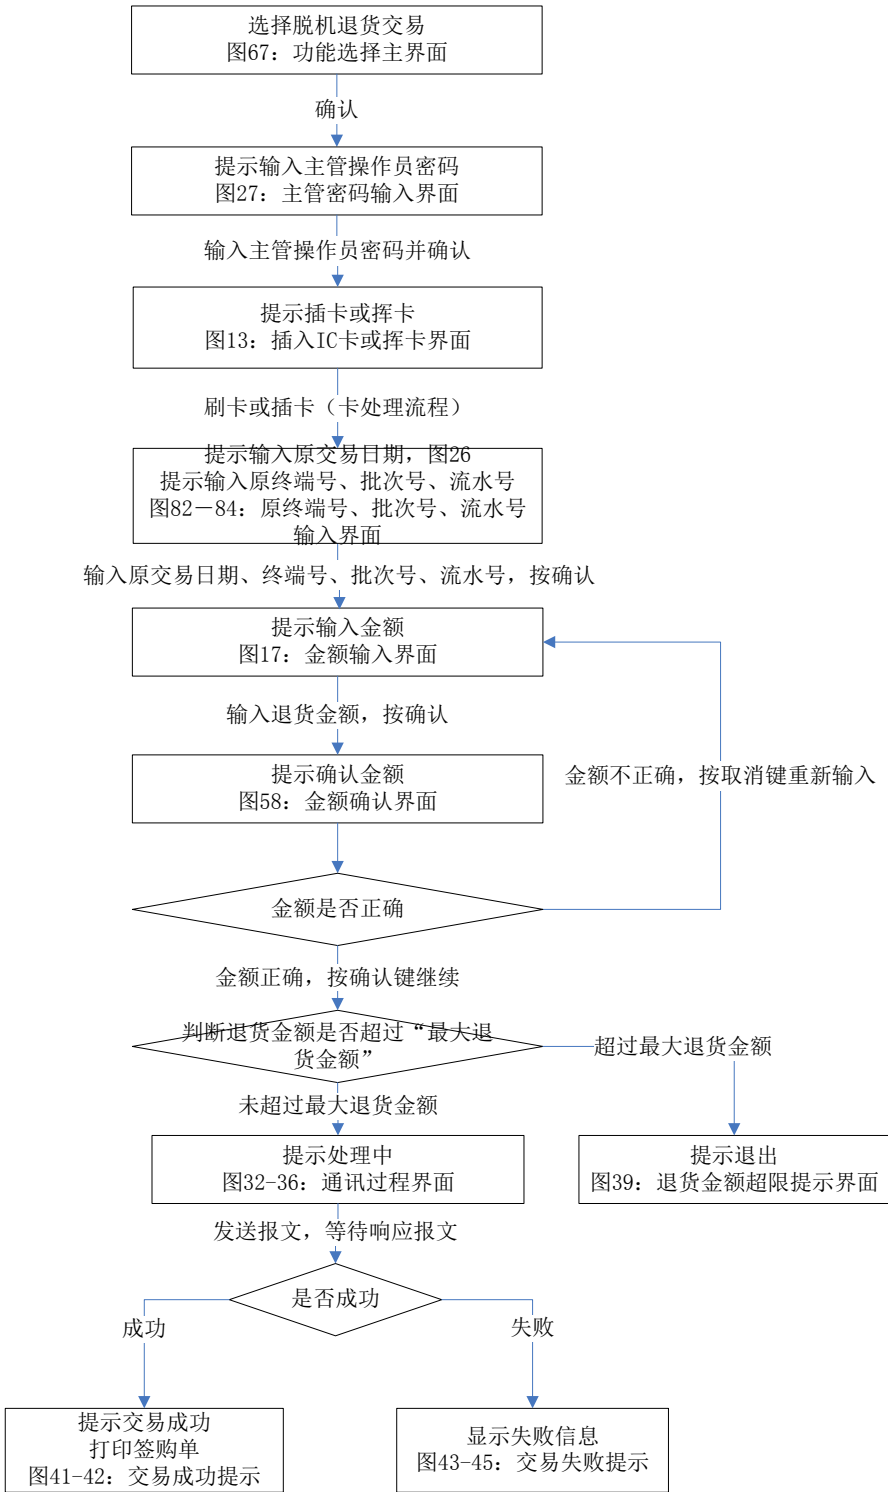 选择脱机退货交易
图67：功能选择主界面
确认
提示输入主管操作员密码
图27：主管密码输入界面
输入主管操作员密码并确认
提示插卡或挥卡
图13：插入IC卡或挥卡界面
刷卡或插卡（卡处理流程）
提示输入原交易日期，图26
提示输入原终端号、批次号、流水号
图82－84：原终端号、批次号、流水号
输入界面
输入原交易日期、终端号、批次号、流水号，按确认
提示输入金额
图17：金额输入界面
输入退货金额，按确认
提示确认金额
图58：金额确认界面
金额不正确，按取消键重新输入
金额是否正确
金额正确，按确认键继续
判断退货金额是否超过“最大退
货金额”
超过最大退货金额
未超过最大退货金额
提示处理中
图32-36：通讯过程界面
提示退出
图39：退货金额超限提示界面
发送报文，等待响应报文
是否成功
成功
失败
提示交易成功
打印签购单
图41-42：交易成功提示
显示失败信息
图43-45：交易失败提示